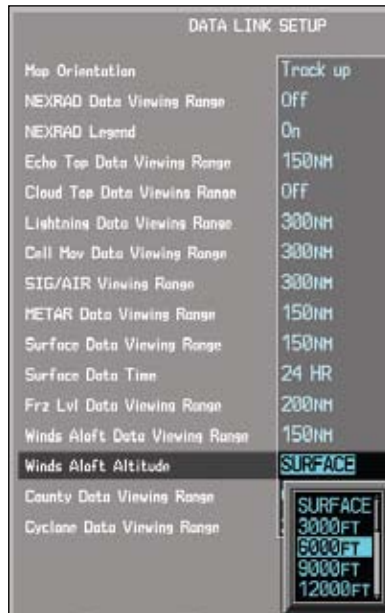 DATA LINK SETUP
Map Orientation Track up
NEXRAD Data Viewing Range Off
NEXRAD Legend On
Echo Top Data Viewing Range 150NM
Cloud Top Data Viewing Range Off
Lightning Data Viewing Range 300NM
Cell Mov Data Viewing Range 300NM
SIG/AIR Viewing Range 300NM
METAR Data Viewing Range 150NM
Surface Data Viewing Range 150NM
Surface Data Time 24 HR
Frz Lvl Data Viewing Range 200NM
Winds Aloft Data Viewing Range 150NM
Winds Aloft Altitude SURFACE
County Data Viewing Range
Cyclone Data Viewing Range
SURFACE
3000FT
6000FT
9000FT
12000FT